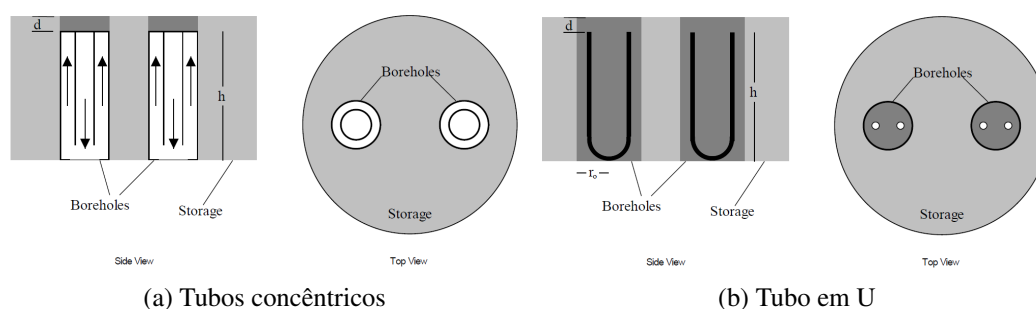 d
h
Boreholes
Storage
Side View
Boreholes
Storage
Top View
(a) Tubos concêntricos
d
h
rₒ
Boreholes
Storage
Side View
Boreholes
Storage
Top View
(b) Tubo em U